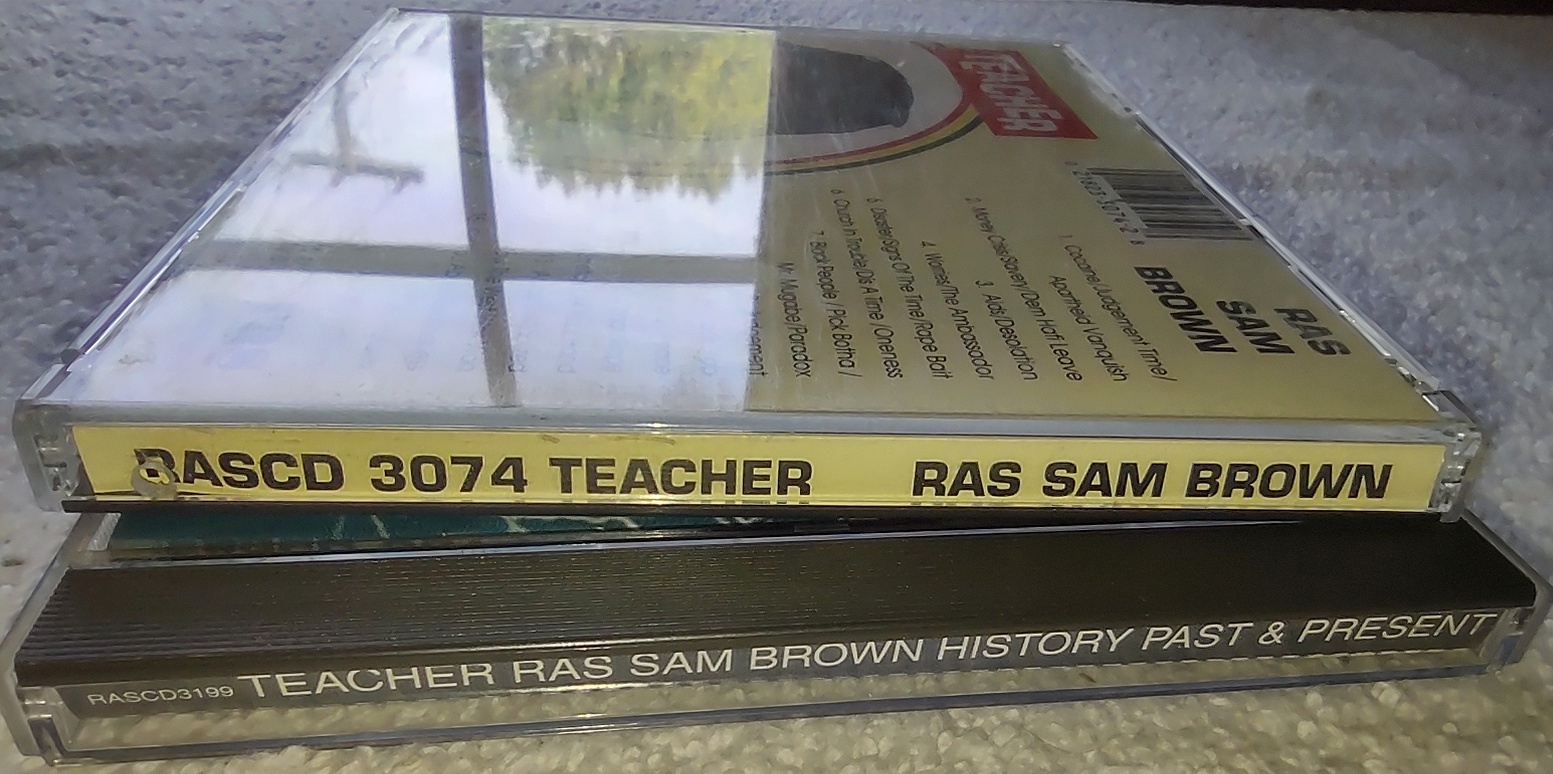 TEACHER
RAS
SAM
BROWN
1. Cocaine/Judgement Time/
Apartheid Vanquish
2. Money Crisis/Slavery/Dem Haffi Leave
3. Aids/Desolation
4. Worries/The Ambassador
5. Disaster/Signs Of The Time/Rape Bait
6. Church In Trouble/Dis A Time /Oneness
7. Black People / Pick Botha /
Mr. Mugabe/Paradox
RASCD 3074 TEACHER RAS SAM BROWN
RASCD3199 TEACHER RAS SAM BROWN HISTORY PAST & PRESENT